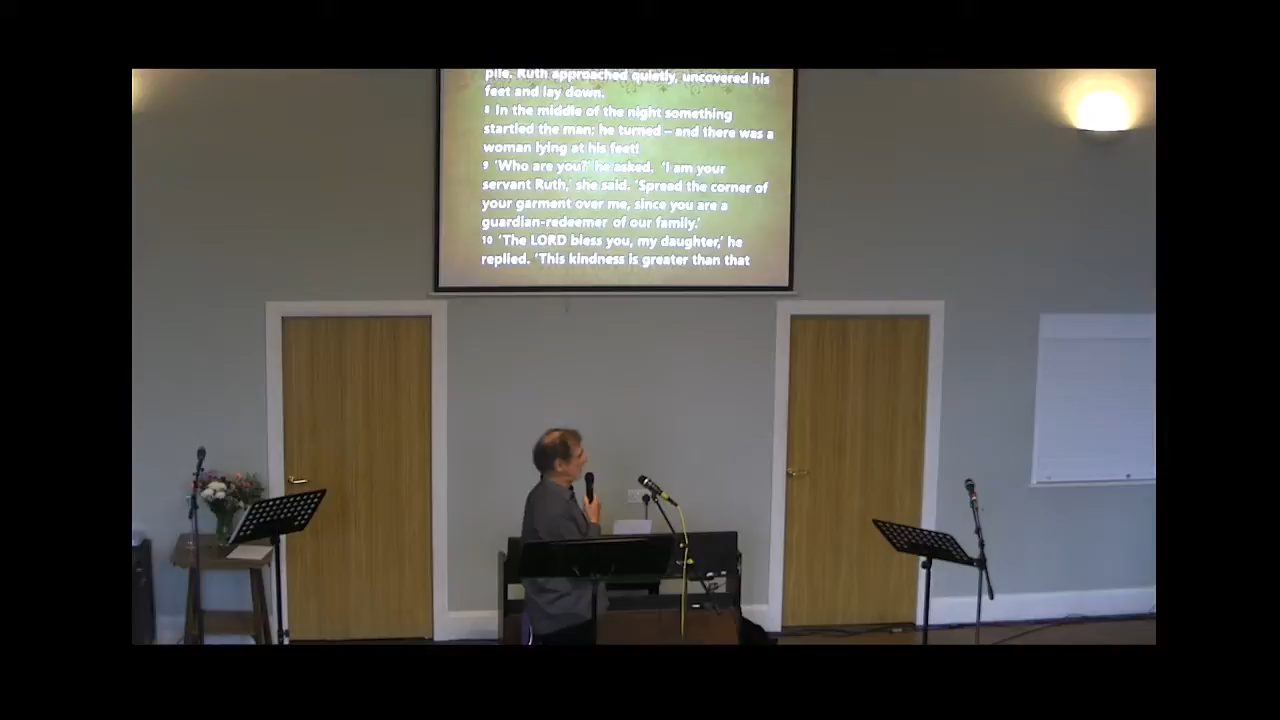 pile. Ruth approached quietly, uncovered his
feet and lay down.
8 In the middle of the night something
startled the man; he turned – and there was a
woman lying at his feet!
9 ‘Who are you?’ he asked. ‘I am your
servant Ruth,’ she said. ‘Spread the corner of
your garment over me, since you are a
guardian-redeemer of our family.’
10 ‘The LORD bless you, my daughter,’ he
replied. ‘This kindness is greater than that